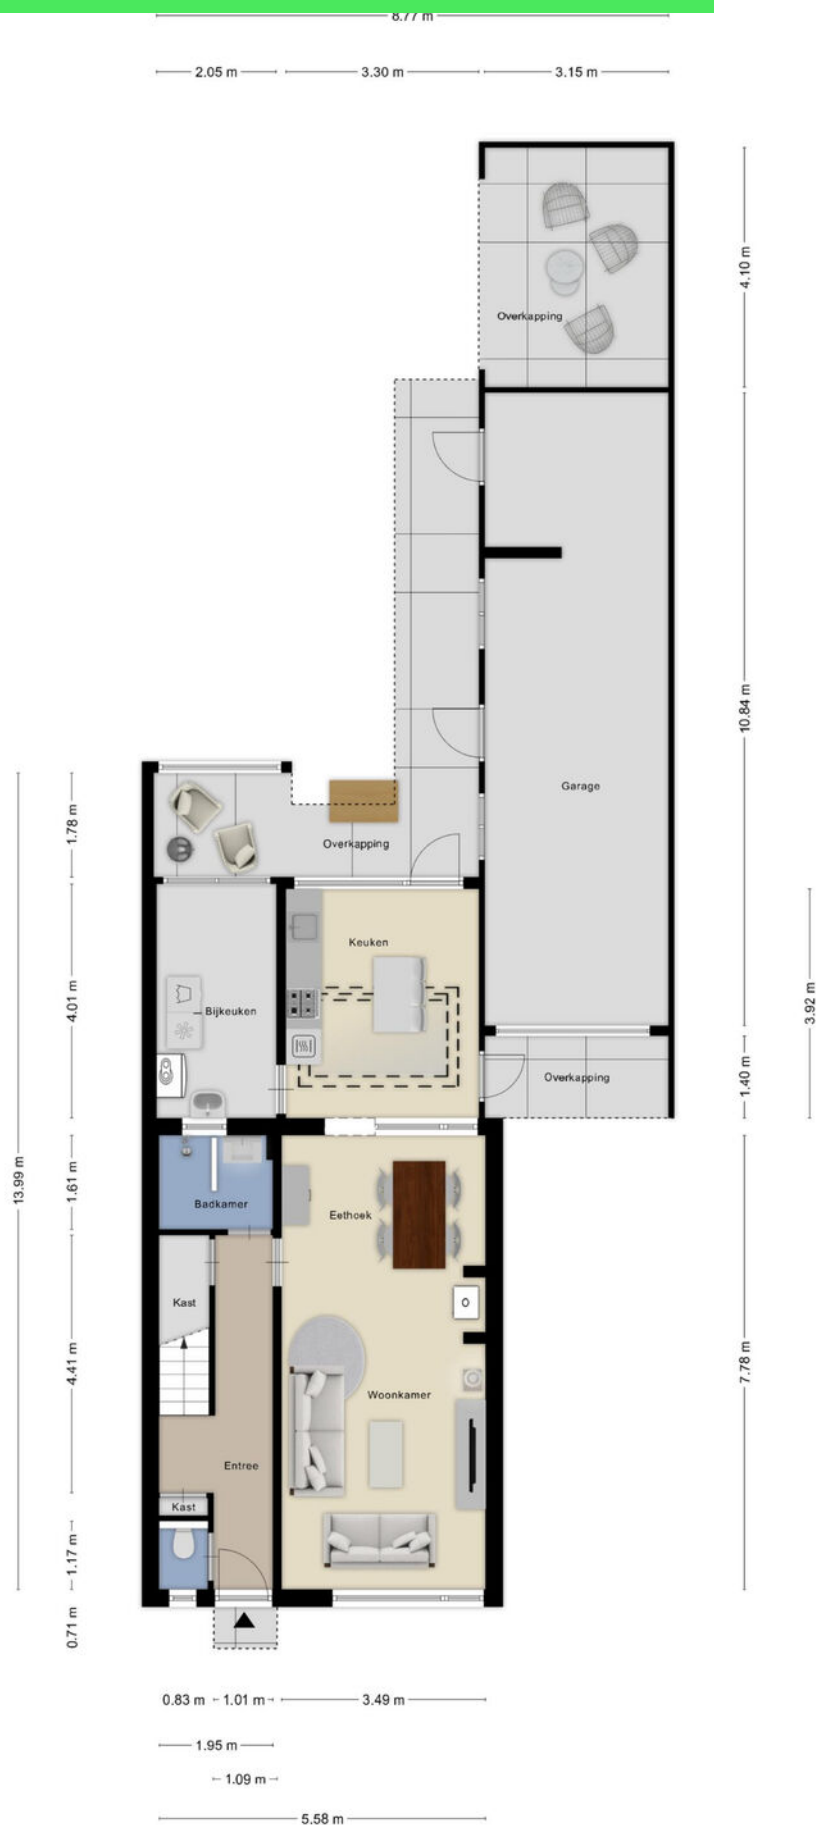 8.77 m
2.05 m
3.30 m
3.15 m
4.10 m
Overkapping
10.84 m
Garage
1.78 m
Overkapping
Keuken
4.01 m
Bijkeuken
3.92 m
1.40 m
Overkapping
13.99 m
1.61 m
Badkamer
Eethoek
Kast
4.41 m
7.78 m
Woonkamer
Entree
Kast
1.17 m
0.71 m
0.83 m
1.01 m
3.49 m
1.95 m
1.09 m
5.58 m